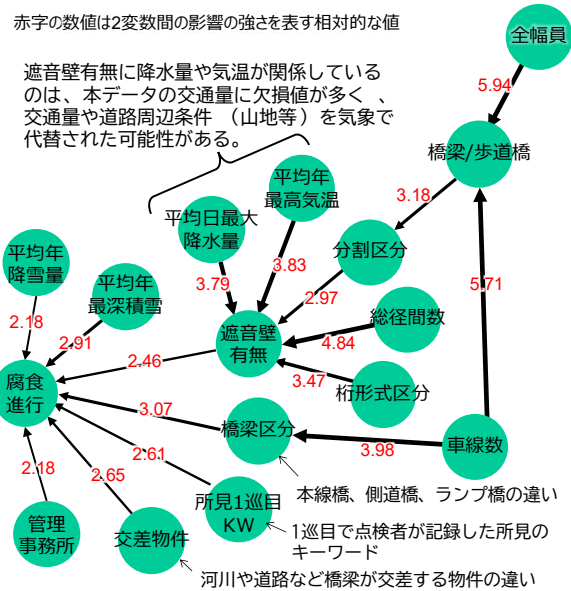 赤字の数値は2変数間の影響の強さを表す相対的な値
全幅員
遮音壁有無に降水量や気温が関係している
のは、本データの交通量に欠損値が多く 、
交通量や道路周辺条件 （山地等）を気象で
代替された可能性がある。
5.94
橋梁/歩道橋
平均年
最高気温
3.18
平均日最大
降水量
分割区分
平均年
降雪量
平均年
最深積雪
3.79
3.83
2.97
5.71
2.18
2.91
遮音壁
有無
総径間数
4.84
2.46
3.47
腐食
進行
桁形式区分
3.07
橋梁区分
3.98
車線数
2.61
2.18
2.65
所見1巡目
KW
本線橋、側道橋、ランプ橋の違い
管理
事務所
交差物件
1巡目で点検者が記録した所見の
キーワード
河川や道路など橋梁が交差する物件の違い